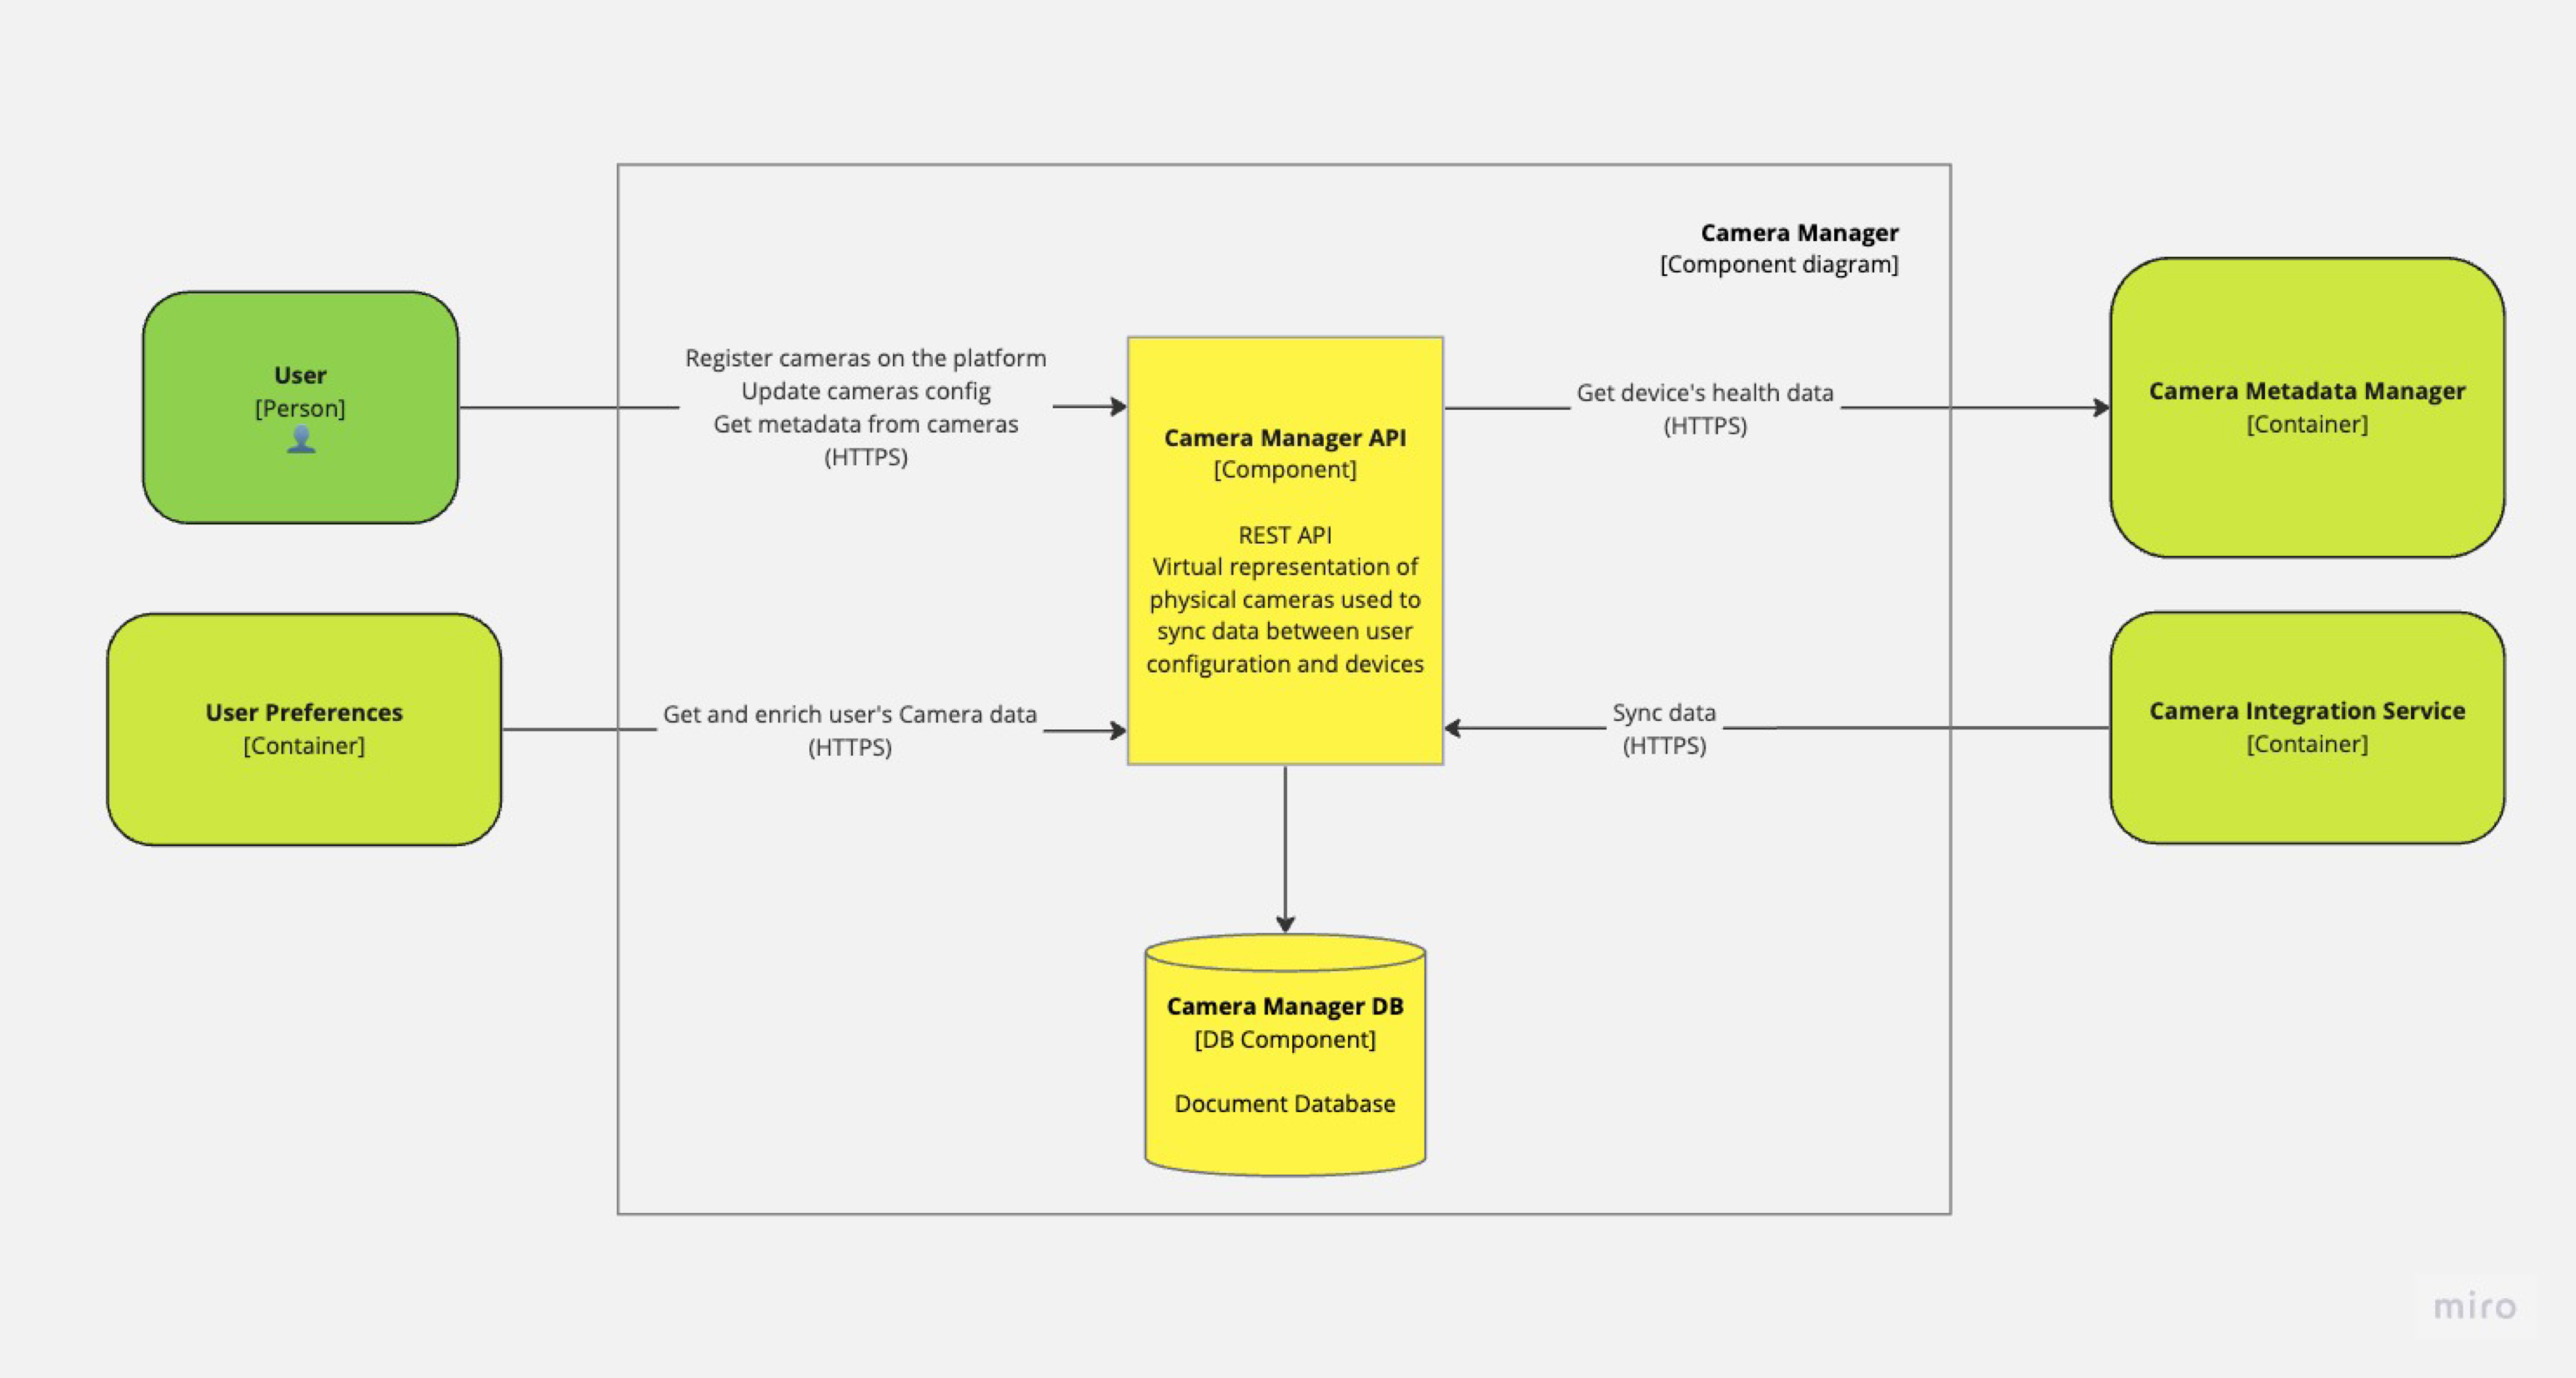 Camera Manager
[Component diagram]
User
[Person]
Register cameras on the platform
Update cameras config
Get metadata from cameras
(HTTPS)
Camera Manager API
[Component]
REST API
Virtual representation of
physical cameras used to
sync data between user
configuration and devices
Get device's health data
(HTTPS)
Camera Metadata Manager
[Container]
User Preferences
[Container]
Get and enrich user's Camera data
(HTTPS)
Sync data
(HTTPS)
Camera Integration Service
[Container]
Camera Manager DB
[DB Component]
Document Database
miro